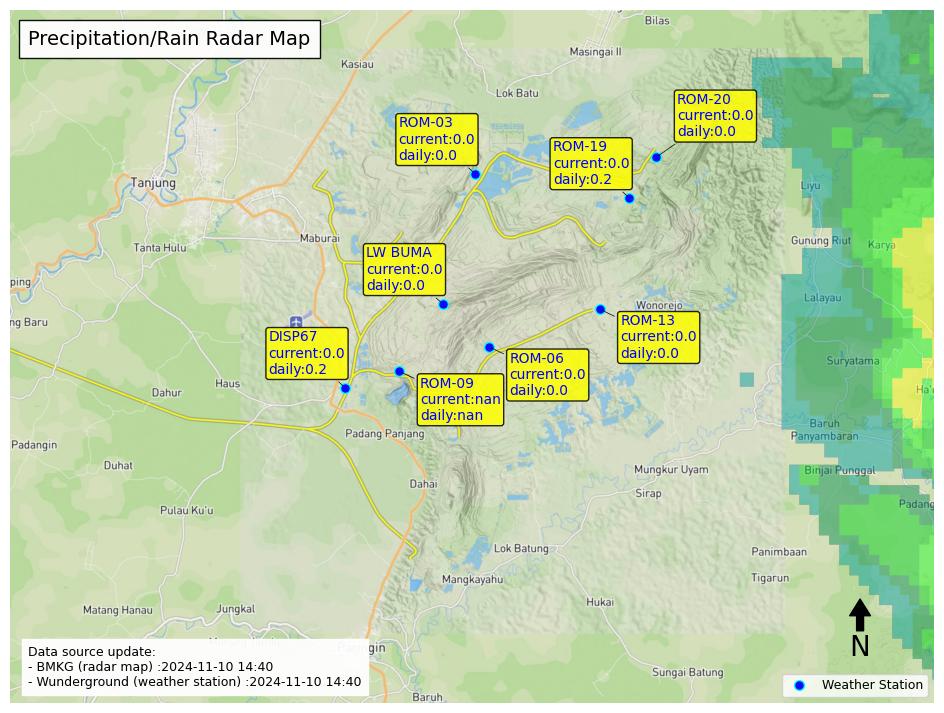 Precipitation/Rain Radar Map
Bilas
Masingai II
Kasiau
Lok Batu
ROM-20
current:0.0
daily:0.0
ROM-03
current:0.0
daily:0.0
ROM-19
current:0.0
daily:0.2
Tanjung
Liyu
Maburai
Tanta Hulu
Gunung Riut
Karya
LW BUMA
current:0.0
daily:0.0
ping
Lalayau
Wonorejo
ng Baru
ROM-13
current:0.0
daily:0.0
DISP67
current:0.0
daily:0.2
ROM-06
current:0.0
daily:0.0
Suryatama
ROM-09
current:nan
daily:nan
Haus
Dahur
Ha'u
Baruh
Panyambaran
Padang Panjang
Padangin
Duhat
Mungkur Uyam
Binjai Punggal
Dahai
Sirap
Padang
Pulau Ku'u
Lok Batung
Panimbaan
Mangkayahu
Tigarun
Hukai
Matang Hanau
Jungkal
N
Sungai Batung
Baruh
Data source update:
- BMKG (radar map) :2024-11-10 14:40
- Wunderground (weather station) :2024-11-10 14:40
Weather Station